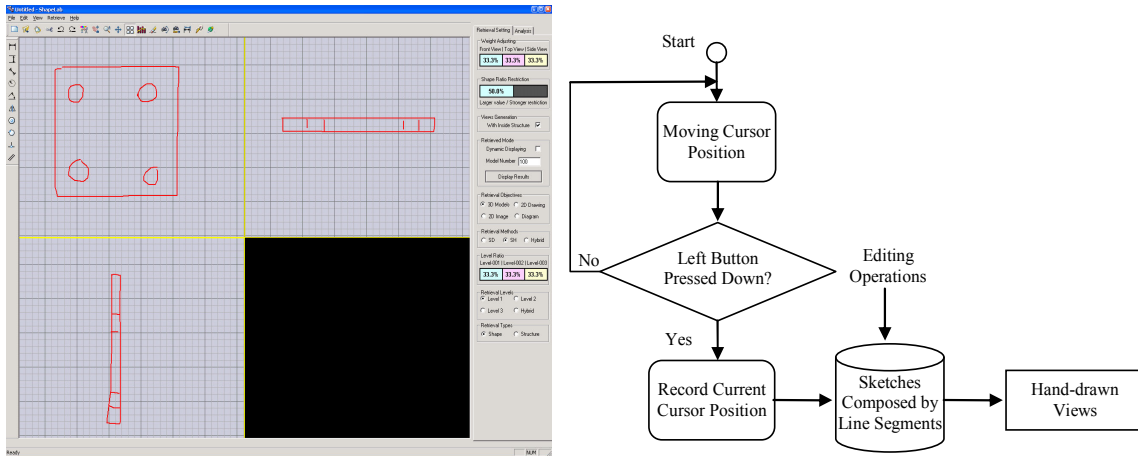 Untitled - ShapeLab
File Edit View Retrieve Help
Retrieval Setting Analysis
Weight Adjusting
Front View | Top View | Side View
33.3% 33.3% 33.3%
Shape Ratio Restriction
50.0%
Larger value / Stronger restriction
Views Generation
With Inside Structure
Retrieved Mode
Dynamic Displaying
Model Number 100
Display Results
Retrieval Objectives
3D Models 2D Drawing
2D Image Diagram
Retrieval Methods
SD SH Hybrid
Level Ratio
Level-001 | Level-002 | Level-003
33.3% 33.3% 33.3%
Retrieval Levels
Level 1 Level 2
Level 3 Hybrid
Retrieval Types
Shape Structure
Ready
NUM
Start
Moving Cursor
Position
Left Button
Pressed Down?
No
Yes
Editing
Operations
Record Current
Cursor Position
Sketches
Composed by
Line Segments
Hand-drawn
Views